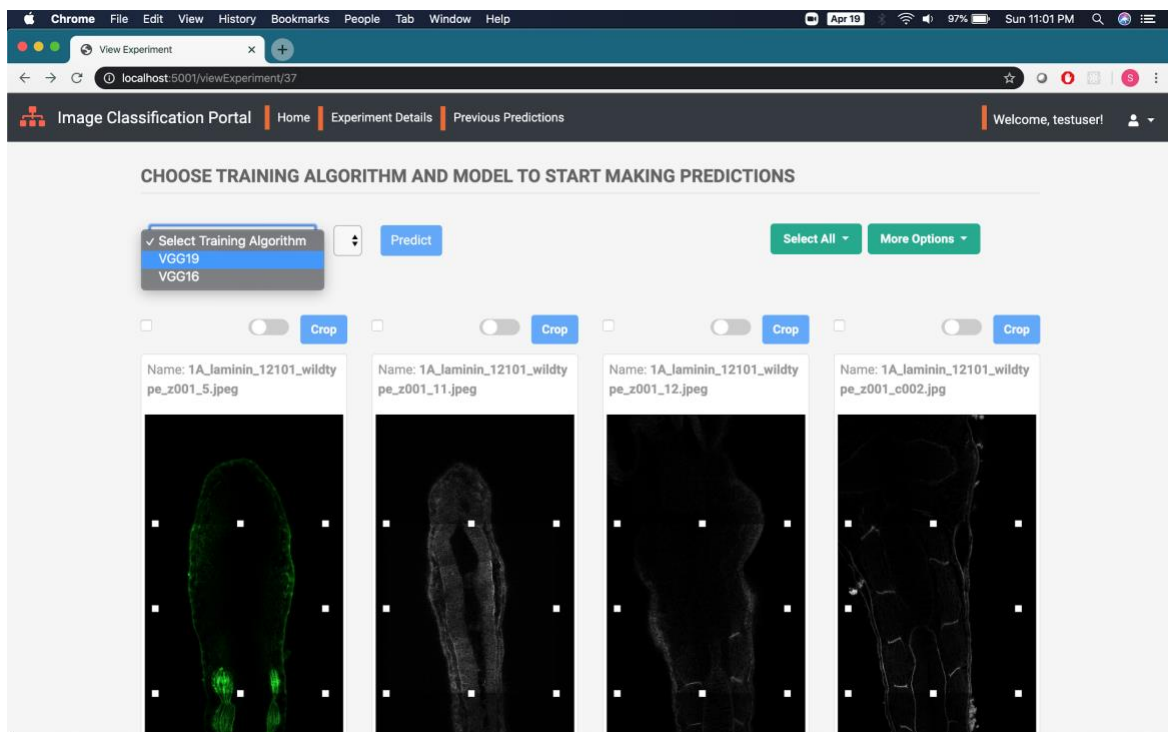 Chrome File Edit View History Bookmarks People Tab Window Help Apr 19 97% Sun 11:01 PM
View Experiment
localhost:5001/viewExperiment/37 S
Image Classification Portal Home Experiment Details Previous Predictions Welcome, testuser!
CHOOSE TRAINING ALGORITHM AND MODEL TO START MAKING PREDICTIONS
✓ Select Training Algorithm Predict Select All More Options
VGG19
VGG16
Crop Crop Crop Crop
Name: 1A_laminin_12101_wildty
pe_z001_5.jpeg
Name: 1A_laminin_12101_wildty
pe_z001_11.jpeg
Name: 1A_laminin_12101_wildty
pe_z001_12.jpeg
Name: 1A_laminin_12101_wildty
pe_z001_c002.jpg